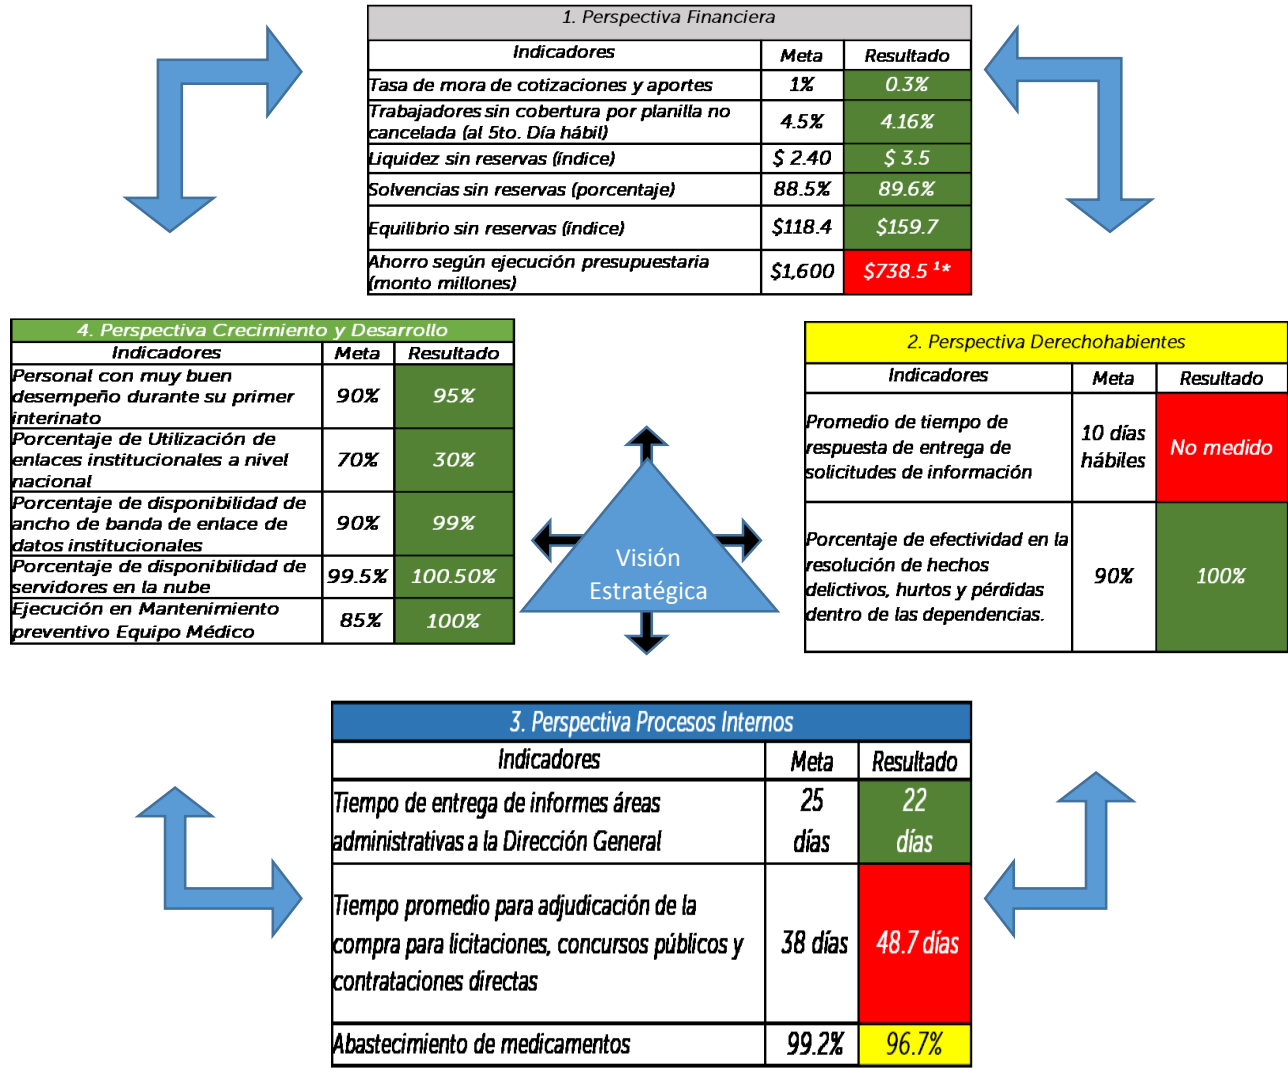 1. Perspectiva Financiera
Indicadores Meta Resultado
Tasa de mora de cotizaciones y aportes 1% 0.3%
Trabajadores sin cobertura por planilla no
cancelada (al 5to. Día hábil) 4.5% 4.16%
Liquidez sin reservas (índice) $ 2.40 $ 3.5
Solvencias sin reservas (porcentaje) 88.5% 89.6%
Equilibrio sin reservas (índice) $118.4 $159.7
Ahorro según ejecución presupuestaria
(monto millones) $1,600 $738.5 ¹*
4. Perspectiva Crecimiento y Desarrollo
Indicadores Meta Resultado
Personal con muy buen
desempeño durante su primer 90% 95%
interinato
Porcentaje de Utilización de
enlaces institucionales a nivel 70% 30%
nacional
Porcentaje de disponibilidad de
ancho de banda de enlace de 90% 99%
datos institucionales
Porcentaje de disponibilidad de
servidores en la nube 99.5% 100.50%
Ejecución en Mantenimiento
preventivo Equipo Médico 85% 100%
2. Perspectiva Derechohabientes
Indicadores Meta Resultado
Promedio de tiempo de
respuesta de entrega de
solicitudes de información
10 días
hábiles
No medido
Porcentaje de efectividad en la
resolución de hechos
delictivos, hurtos y pérdidas 90% 100%
dentro de las dependencias.
Visión
Estratégica
3. Perspectiva Procesos Internos
Indicadores Meta Resultado
Tiempo de entrega de informes áreas 25 22
administrativas a la Dirección General días días
Tiempo promedio para adjudicación de la
compra para licitaciones, concursos públicos y 38 días 48.7 días
contrataciones directas
Abastecimiento de medicamentos 99.2% 96.7%